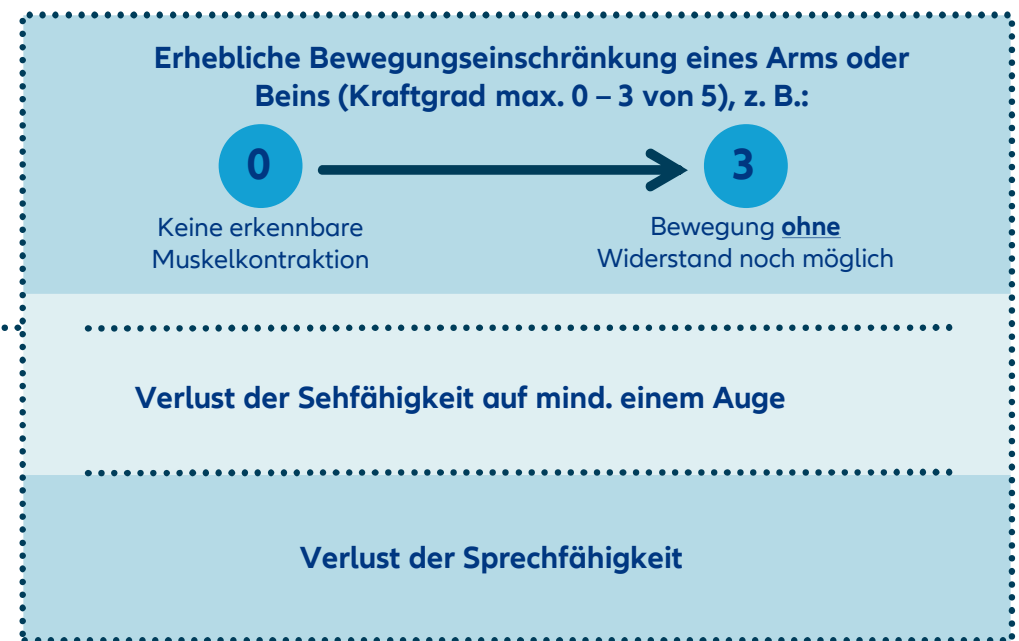 Erhebliche Bewegungseinschränkung eines Arms oder
Beins (Kraftgrad max. 0 – 3 von 5), z. B.:
0
3
Keine erkennbare
Muskelkontraktion
Bewegung ohne
Widerstand noch möglich
Verlust der Sehfähigkeit auf mind. einem Auge
Verlust der Sprechfähigkeit